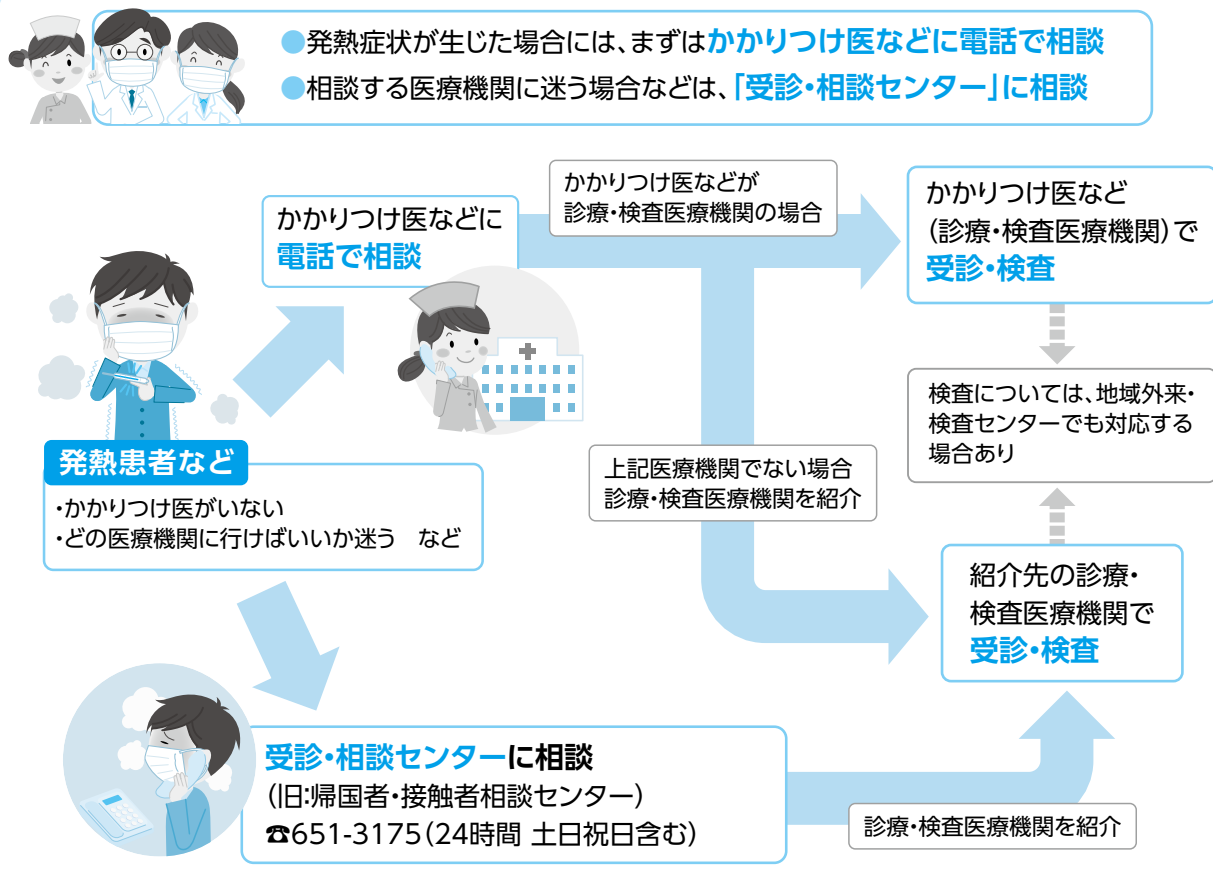 ●発熱症状が生じた場合には、まずはかかりつけ医などに電話で相談
●相談する医療機関に迷う場合などは、「受診・相談センター」に相談
かかりつけ医などに
電話で相談
かかりつけ医などが
診療・検査医療機関の場合
かかりつけ医など
(診療・検査医療機関)で
受診・検査
検査については、地域外来・
検査センターでも対応する
場合あり
発熱患者など
・かかりつけ医がいない
・どの医療機関に行けばいいか迷う　など
上記医療機関でない場合
診療・検査医療機関を紹介
紹介先の診療・
検査医療機関で
受診・検査
受診・相談センターに相談
(旧:帰国者・接触者相談センター)
☎651-3175(24時間 土日祝日含む)
診療・検査医療機関を紹介